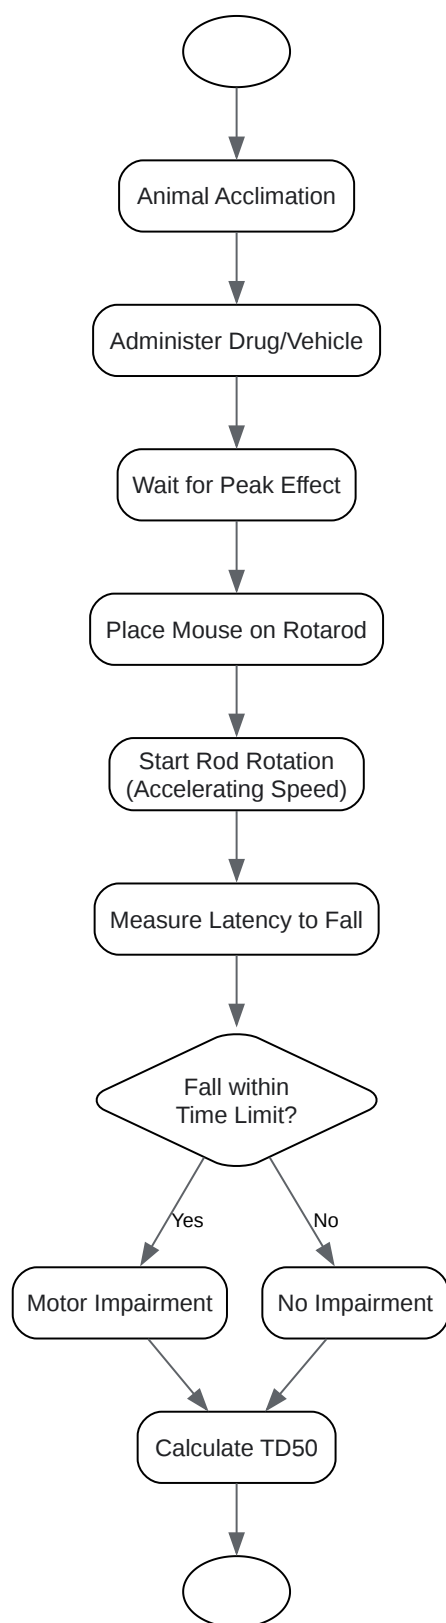 Animal Acclimation
Administer Drug/Vehicle
Wait for Peak Effect
Place Mouse on Rotarod
Start Rod Rotation
(Accelerating Speed)
Measure Latency to Fall
Fall within
Time Limit?
Yes
No
Motor Impairment
No Impairment
Calculate TD50